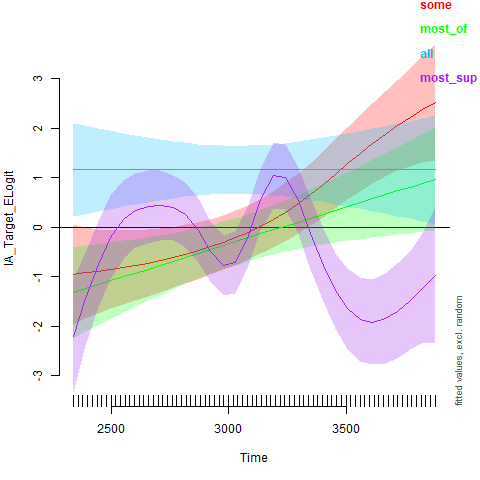 some
most_of
all
most_sup
3
2
1
0
-1
-2
-3
IA_Target_ELogit
2500
3000
3500
Time
fitted values, excl. random